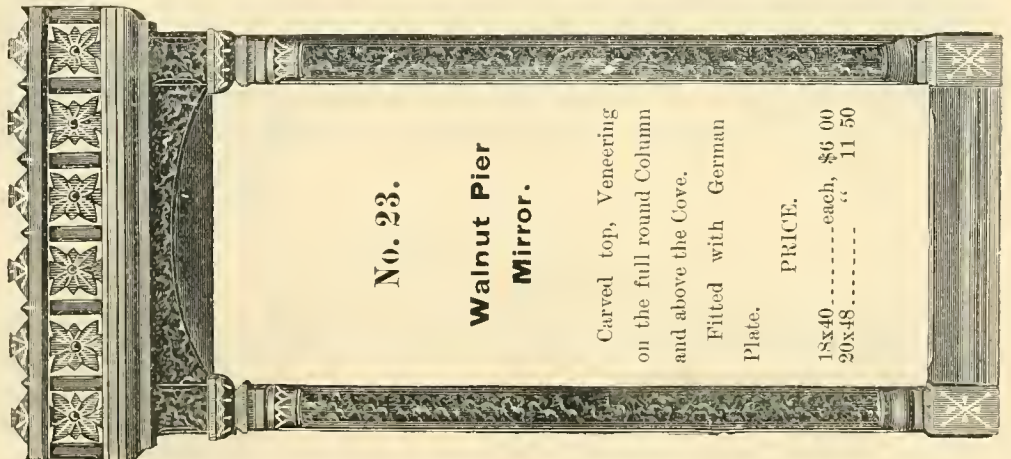 No. 23.
Walnut Pier
Mirror.
Carved top, Veneering
on the full round Column
and above the Cove.
Fitted with German
Plate.
PRICE.
18x40--------each, $6 00
20x48-------- “ 11 50